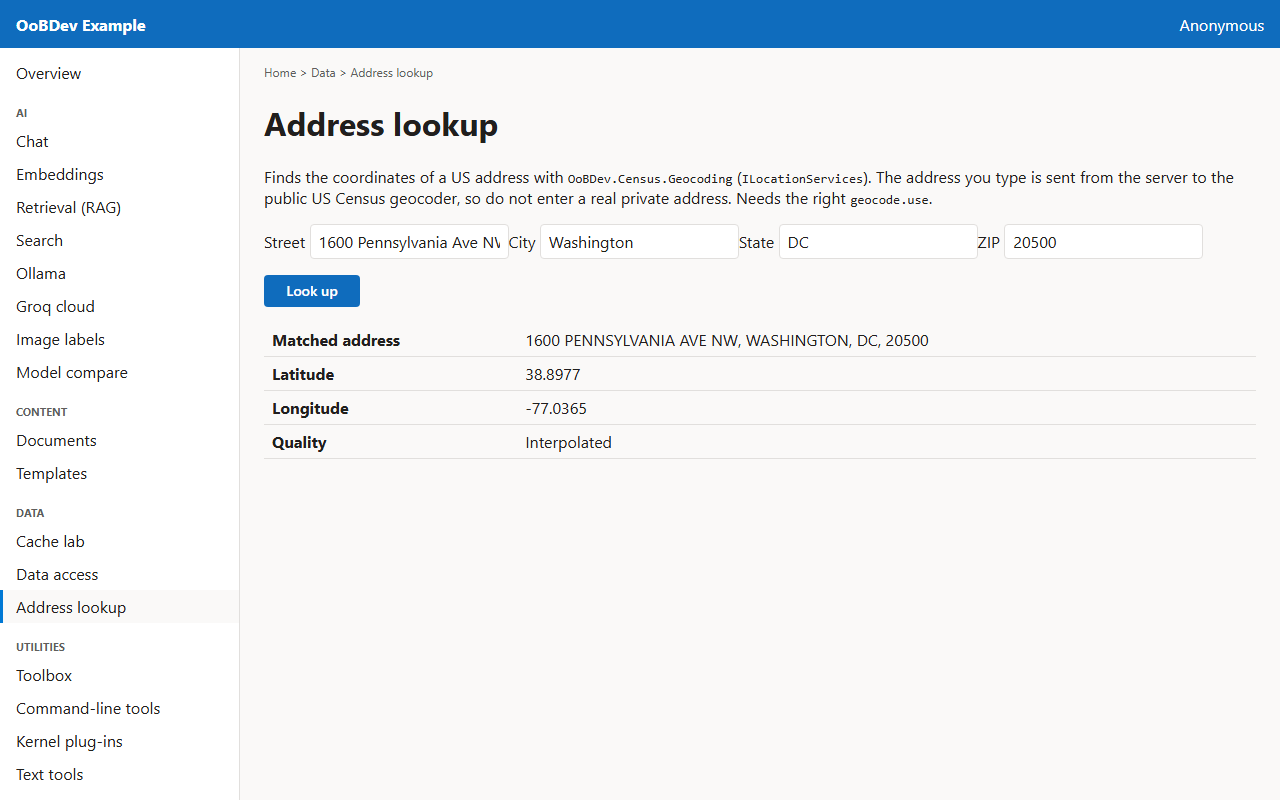 OoBDev Example
Anonymous
Overview
AI
Chat
Embeddings
Retrieval (RAG)
Search
Ollama
Groq cloud
Image labels
Model compare
CONTENT
Documents
Templates
DATA
Cache lab
Data access
Address lookup
UTILITIES
Toolbox
Command-line tools
Kernel plug-ins
Text tools
Home > Data > Address lookup
Address lookup
Finds the coordinates of a US address with OoBDev.Census.Geocoding (ILocationServices). The address you type is sent from the server to the
public US Census geocoder, so do not enter a real private address. Needs the right geocode.use.
Street 1600 Pennsylvania Ave NW City Washington State DC ZIP 20500
Look up
Matched address 1600 PENNSYLVANIA AVE NW, WASHINGTON, DC, 20500
Latitude 38.8977
Longitude -77.0365
Quality Interpolated